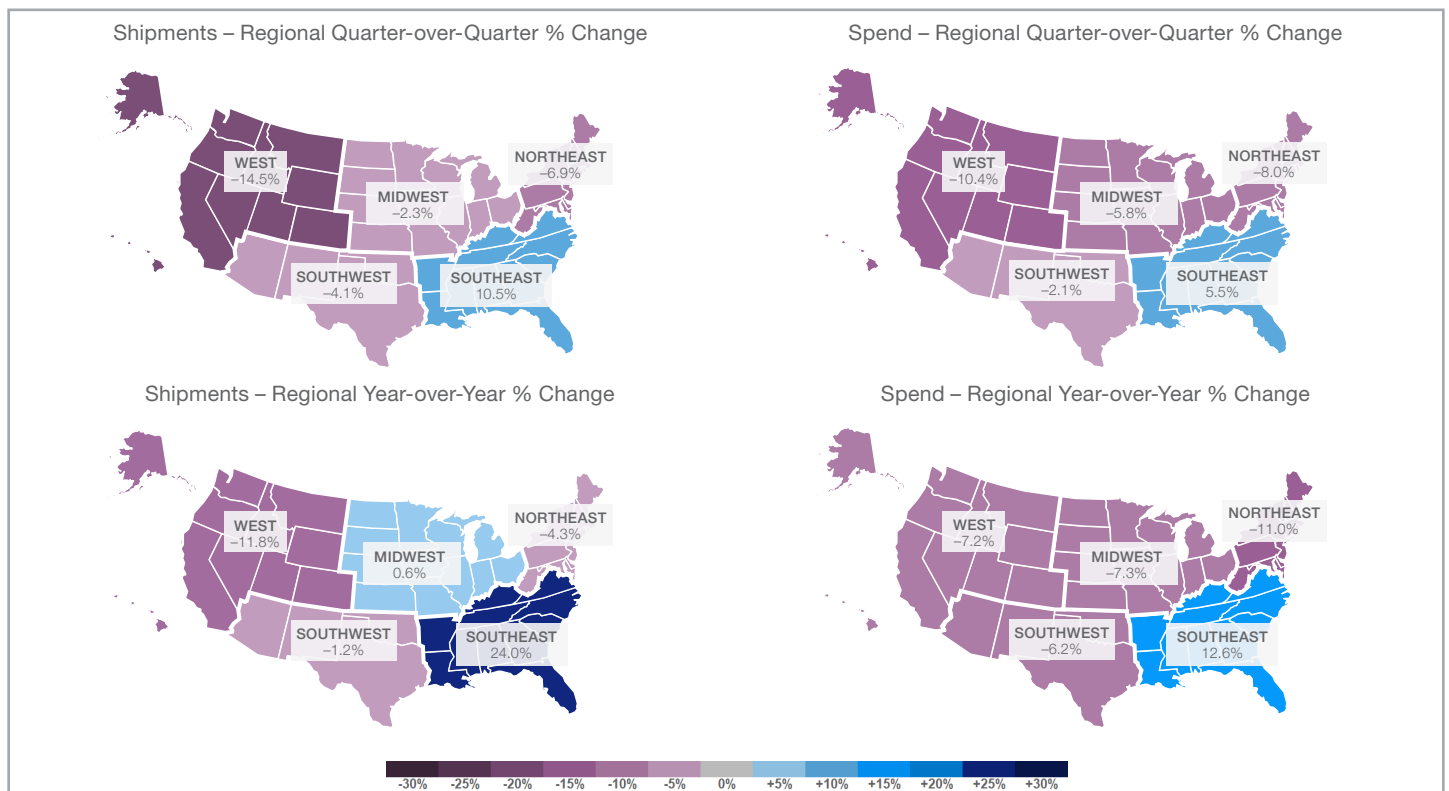 Shipments – Regional Quarter-over-Quarter % Change
WEST
–14.5%
MIDWEST
–2.3%
NORTHEAST
–6.9%
SOUTHWEST
–4.1%
SOUTHEAST
10.5%
Spend – Regional Quarter-over-Quarter % Change
WEST
–10.4%
MIDWEST
–5.8%
NORTHEAST
–8.0%
SOUTHWEST
–2.1%
SOUTHEAST
5.5%
Shipments – Regional Year-over-Year % Change
WEST
–11.8%
MIDWEST
0.6%
NORTHEAST
–4.3%
SOUTHWEST
–1.2%
SOUTHEAST
24.0%
Spend – Regional Year-over-Year % Change
WEST
–7.2%
MIDWEST
–7.3%
NORTHEAST
–11.0%
SOUTHWEST
–6.2%
SOUTHEAST
12.6%
-30% -25% -20% -15% -10% -5% 0% +5% +10% +15% +20% +25% +30%